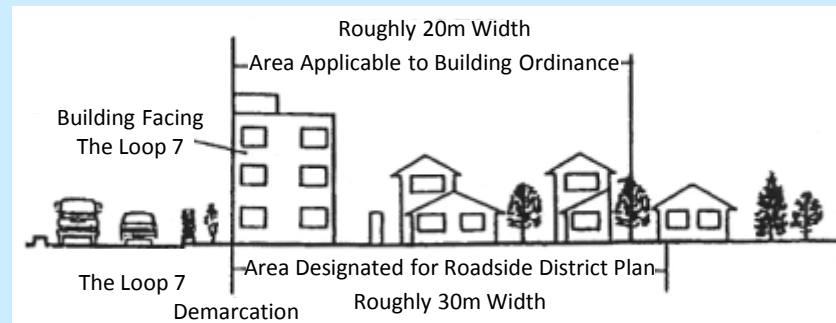 Roughly 20m Width
Area Applicable to Building Ordinance
Building Facing
The Loop 7
The Loop 7
Area Designated for Roadside District Plan
Demarcation
Roughly 30m Width